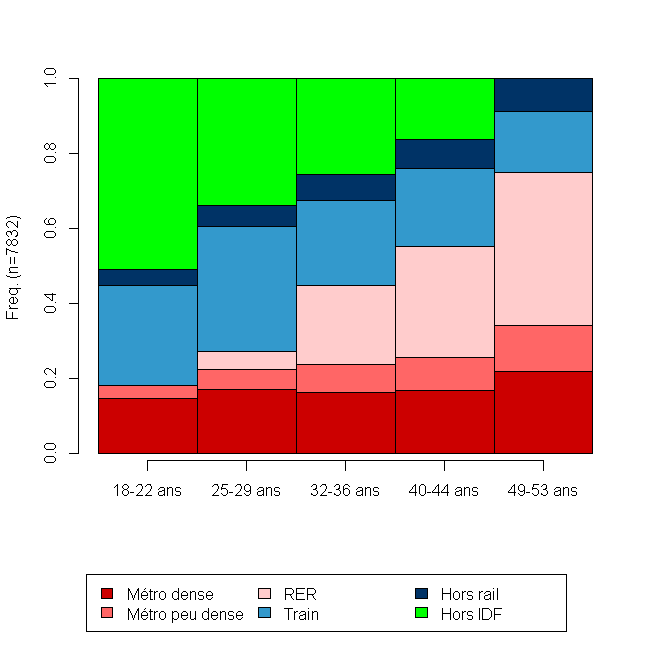 Freq. (n=7832)
1.0
0.8
0.6
0.4
0.2
0.0
18-22 ans 25-29 ans 32-36 ans 40-44 ans 49-53 ans
Métro dense RER Hors rail
Métro peu dense Train Hors IDF